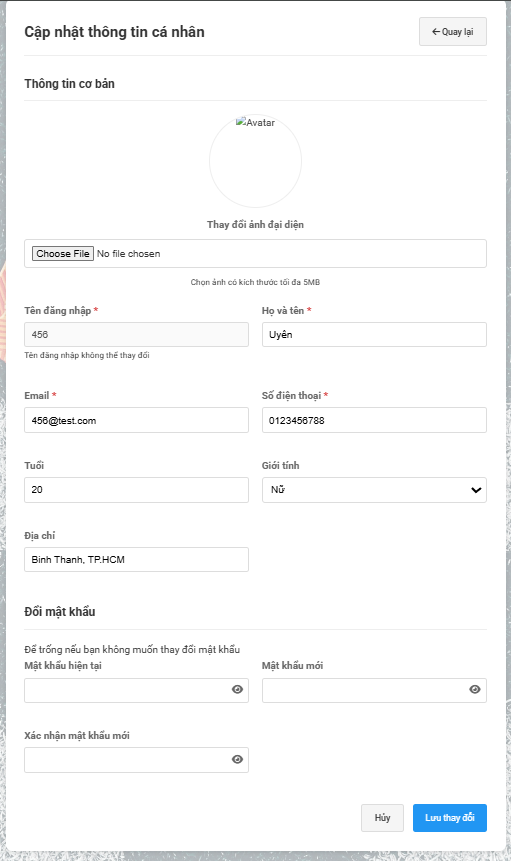 Cập nhật thông tin cá nhân
Quay lại
Thông tin cơ bản
Avatar
Thay đổi ảnh đại diện
Choose File No file chosen
Chọn ảnh có kích thước tối đa 5MB
Tên đăng nhập *
Họ và tên *
456
Uyên
Tên đăng nhập không thể thay đổi
Email *
Số điện thoại *
456@test.com
0123456788
Tuổi
Giới tính
20
Nữ
Địa chỉ
Binh Thanh, TP.HCM
Đổi mật khẩu
Để trống nếu bạn không muốn thay đổi mật khẩu
Mật khẩu hiện tại
Mật khẩu mới
Xác nhận mật khẩu mới
Hủy
Lưu thay đổi